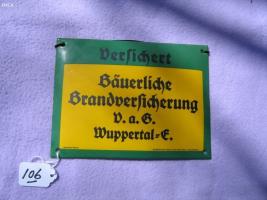 Versichert
Bäuerliche
Brandversicherung
V. a. G.
Wuppertal=E.
106